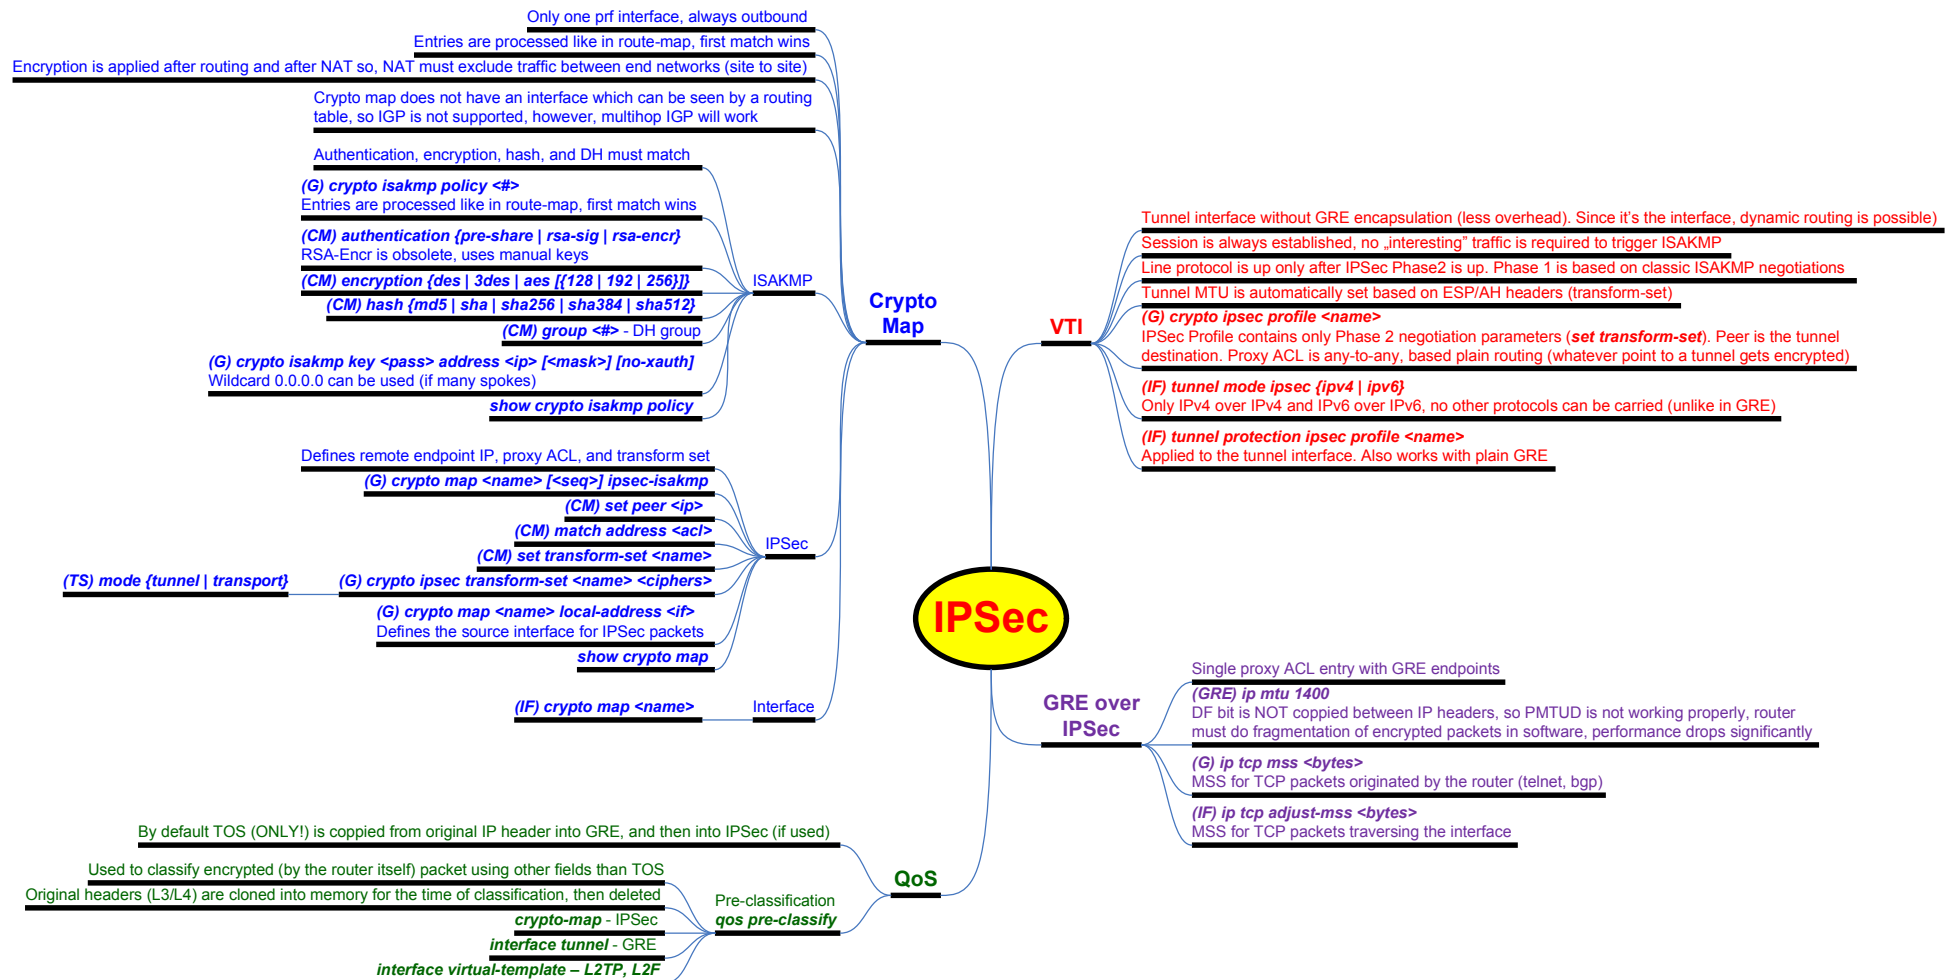 Only one prf interface, always outbound
Entries are processed like in route-map, first match wins
Encryption is applied after routing and after NAT so, NAT must exclude traffic between end networks (site to site)
Crypto map does not have an interface which can be seen by a routing
table, so IGP is not supported, however, multihop IGP will work
Authentication, encryption, hash, and DH must match
(G) crypto isakmp policy <#>
Entries are processed like in route-map, first match wins
(CM) authentication {pre-share | rsa-sig | rsa-encr}
RSA-Encr is obsolete, uses manual keys
(CM) encryption {des | 3des | aes [{128 | 192 | 256}]}
(CM) hash {md5 | sha | sha256 | sha384 | sha512}
(CM) group <#> - DH group
(G) crypto isakmp key <pass> address <ip> [<mask>] [no-xauth]
Wildcard 0.0.0.0 can be used (if many spokes)
show crypto isakmp policy
ISAKMP
Defines remote endpoint IP, proxy ACL, and transform set
(G) crypto map <name> [<seq>] ipsec-isakmp
(CM) set peer <ip>
(CM) match address <acl>
(CM) set transform-set <name>
(TS) mode {tunnel | transport}
(G) crypto ipsec transform-set <name> <ciphers>
(G) crypto map <name> local-address <if>
Defines the source interface for IPSec packets
show crypto map
IPSec
(IF) crypto map <name>
Interface
Crypto
Map
By default TOS (ONLY!) is coppied from original IP header into GRE, and then into IPSec (if used)
Used to classify encrypted (by the router itself) packet using other fields than TOS
Original headers (L3/L4) are cloned into memory for the time of classification, then deleted
crypto-map - IPSec
interface tunnel - GRE
interface virtual-template – L2TP, L2F
Pre-classification
qos pre-classify
QoS
IPSec
VTI
Tunnel interface without GRE encapsulation (less overhead). Since it's the interface, dynamic routing is possible)
Session is always established, no „interesting" traffic is required to trigger ISAKMP
Line protocol is up only after IPSec Phase2 is up. Phase 1 is based on classic ISAKMP negotiations
Tunnel MTU is automatically set based on ESP/AH headers (transform-set)
(G) crypto ipsec profile <name>
IPSec Profile contains only Phase 2 negotiation parameters (set transform-set). Peer is the tunnel
destination. Proxy ACL is any-to-any, based plain routing (whatever point to a tunnel gets encrypted)
(IF) tunnel mode ipsec {ipv4 | ipv6}
Only IPv4 over IPv4 and IPv6 over IPv6, no other protocols can be carried (unlike in GRE)
(IF) tunnel protection ipsec profile <name>
Applied to the tunnel interface. Also works with plain GRE
GRE over
IPSec
Single proxy ACL entry with GRE endpoints
(GRE) ip mtu 1400
DF bit is NOT coppied between IP headers, so PMTUD is not working properly, router
must do fragmentation of encrypted packets in software, performance drops significantly
(G) ip tcp mss <bytes>
MSS for TCP packets originated by the router (telnet, bgp)
(IF) ip tcp adjust-mss <bytes>
MSS for TCP packets traversing the interface